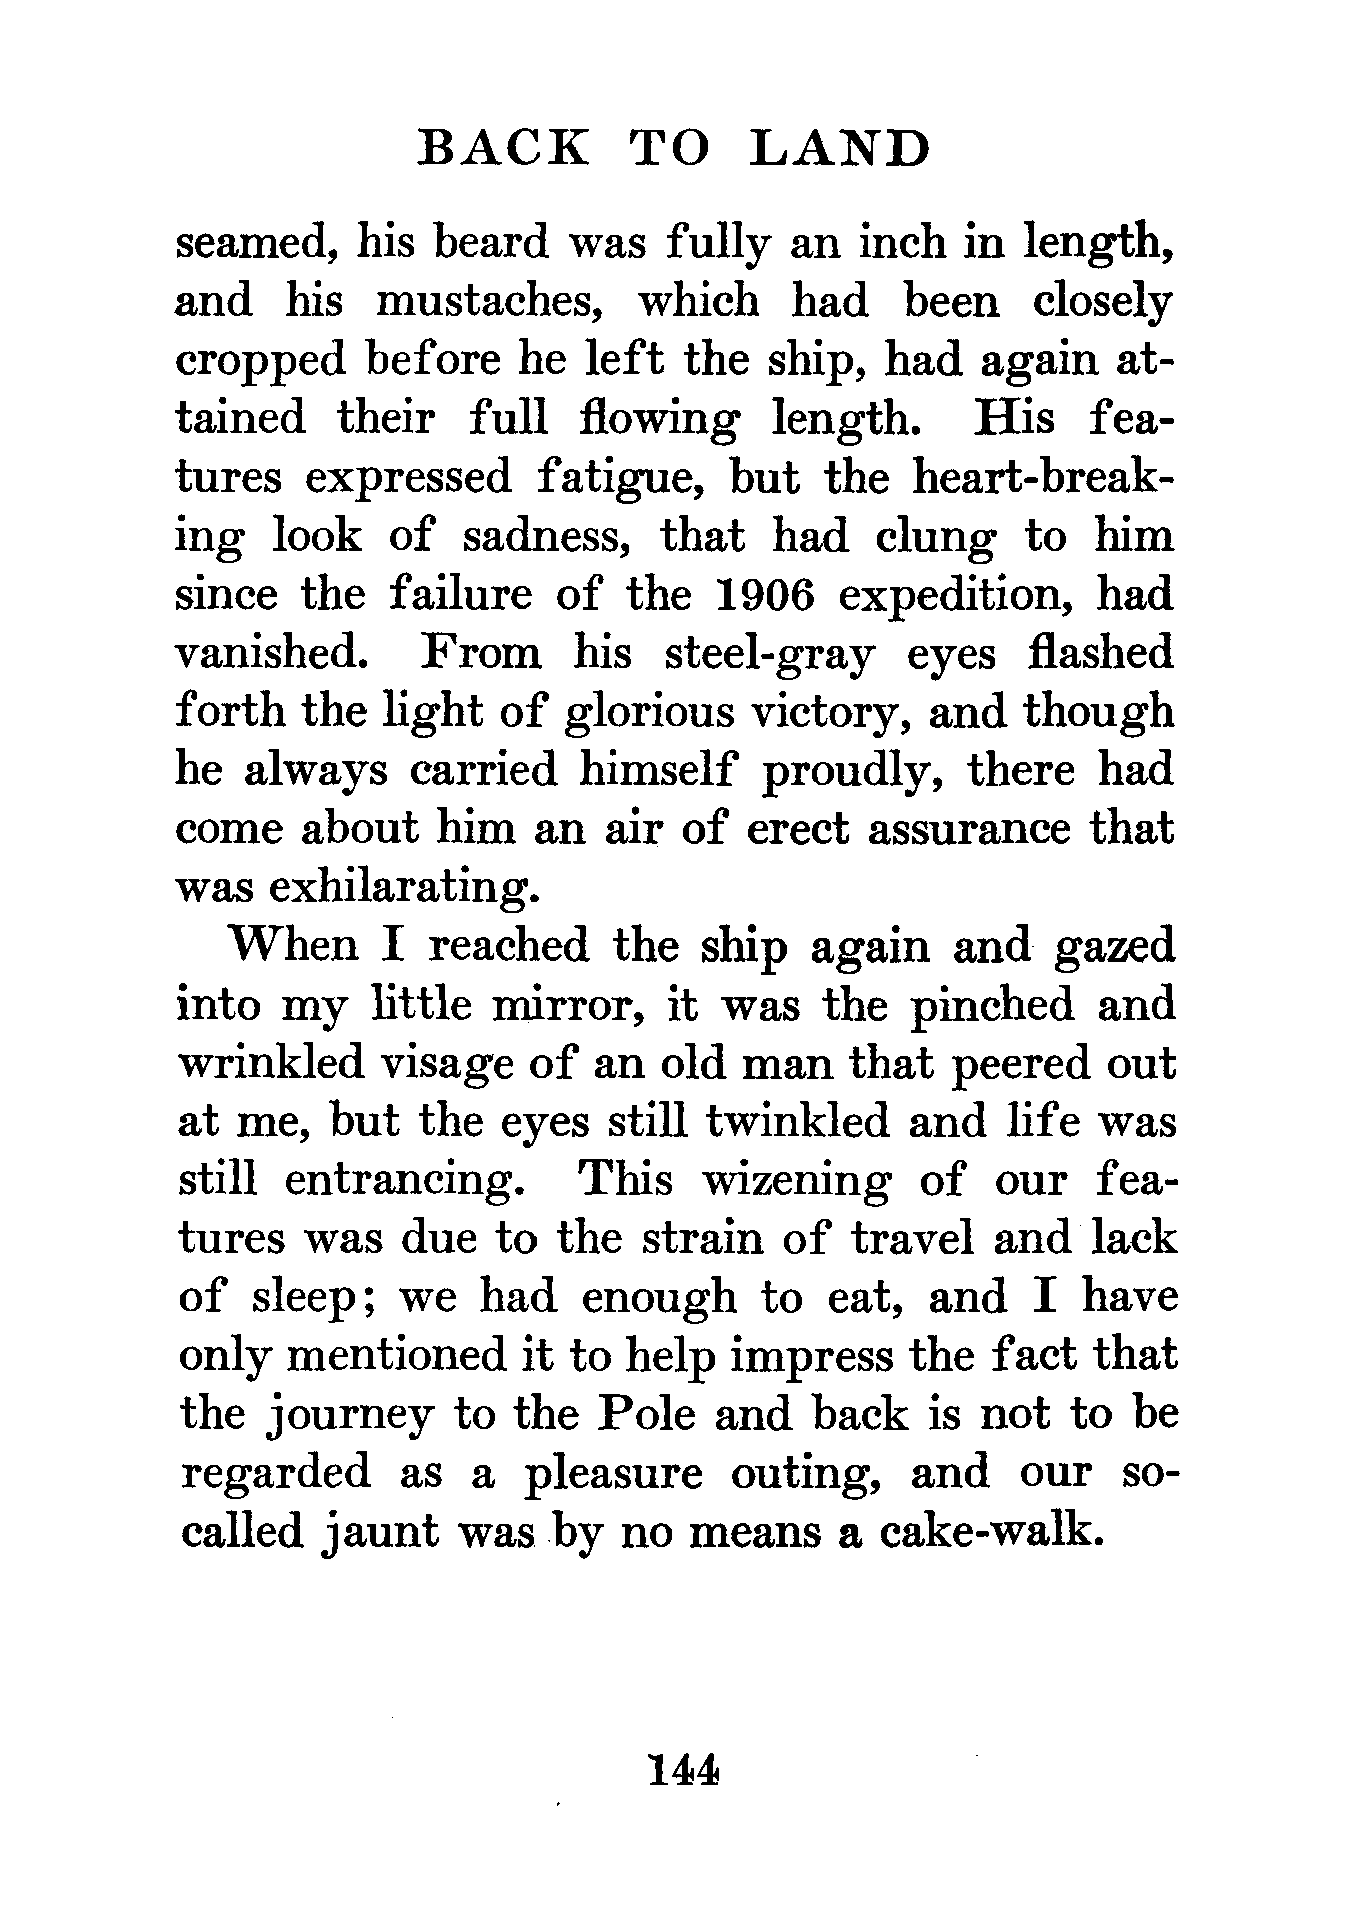 BACK TO LAND
seamed, his beard was fully an inch in length,
and his mustaches, which had been closely
cropped before he left the ship, had again at-
tained their full flowing length. His fea-
tures expressed fatigue, but the heart-break-
ing look of sadness, that had clung to him
since the failure of the 1906 expedition, had
vanished. From his steel-gray eyes flashed
forth the light of glorious victory, and though
he always carried himself proudly, there had
come about him an air of erect assurance that
was exhilarating.
When I reached the ship again and gazed
into my little mirror, it was the pinched and
wrinkled visage of an old man that peered out
at me, but the eyes still twinkled and life was
still entrancing. This wizening of our fea-
tures was due to the strain of travel and lack
of sleep; we had enough to eat, and I have
only mentioned it to help impress the fact that
the journey to the Pole and back is not to be
regarded as a pleasure outing, and our so-
called jaunt was by no means a cake-walk.
144